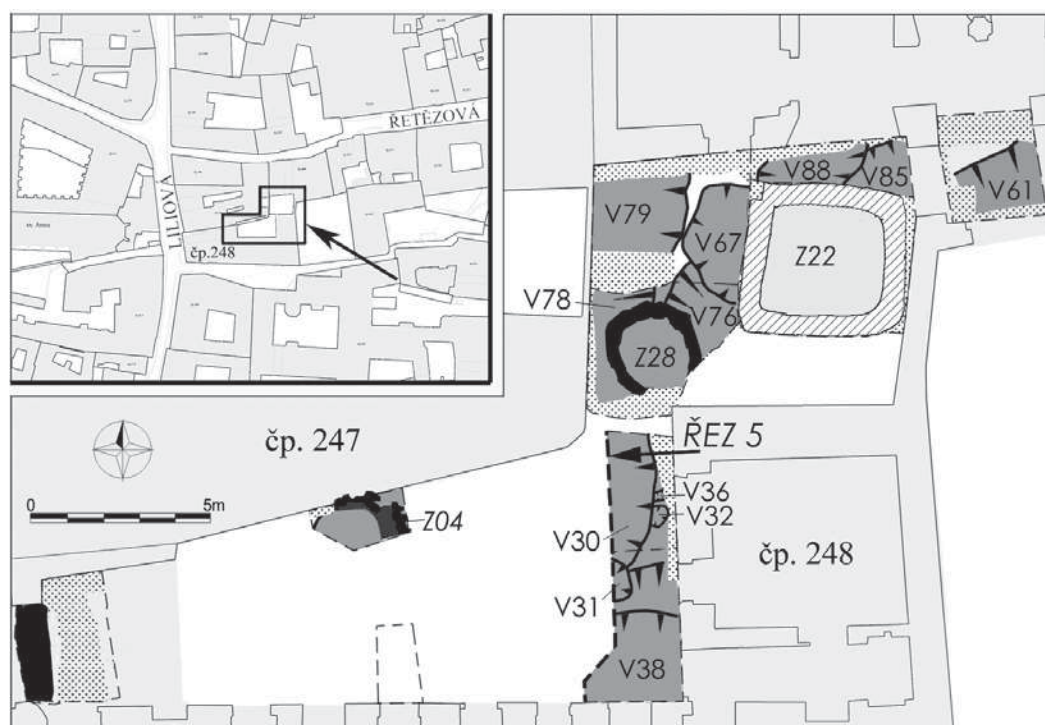 ŘETĚZOVÁ
LILIOVÁ
čp.248
V88
V85
V61
V79
V67
Z22
V78
V76
Z28
ŘEZ 5
čp. 247
0 5m
Z04
V36
V32
V30
čp. 248
V31
V38